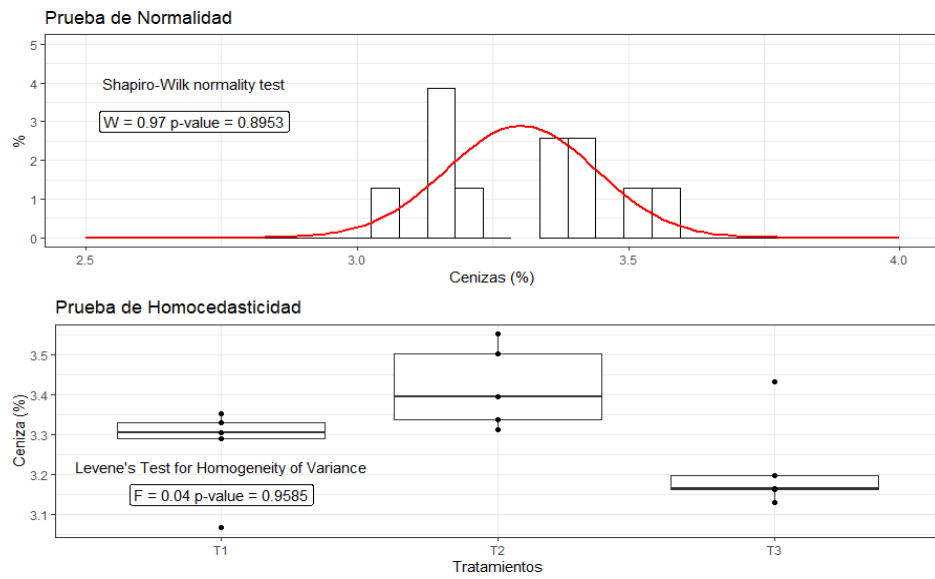 Prueba de Normalidad
5
4
3
2
1
0
%
Shapiro-Wilk normality test
W = 0.97 p-value = 0.8953
2.5 3.0 3.5 4.0
Cenizas (%)
Prueba de Homocedasticidad
3.5
3.4
3.3
3.2
3.1
Ceniza (%)
Levene's Test for Homogeneity of Variance
F = 0.04 p-value = 0.9585
T1 T2 T3
Tratamientos